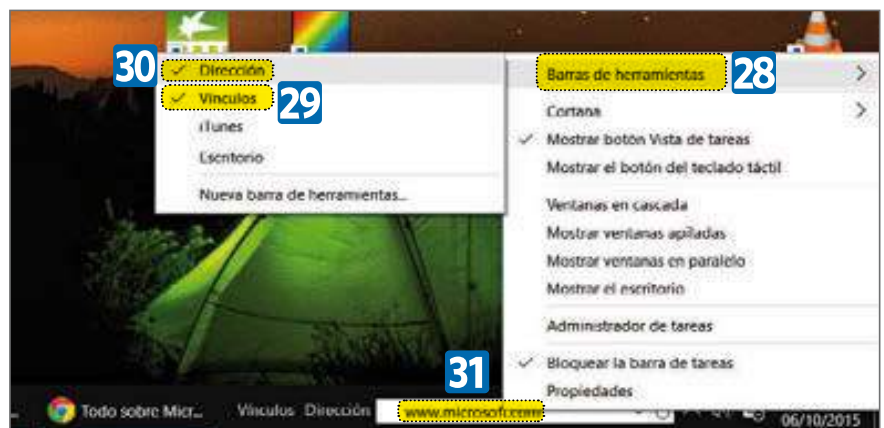 30
Dirección
29
Vínculos
iTunes
Escritorio
Nueva barra de herramientas...
Barras de herramientas
28
Cortana
Mostrar botón Vista de tareas
Mostrar el botón del teclado táctil
Ventanas en cascada
Mostrar ventanas apiladas
Mostrar ventanas en paralelo
Mostrar el escritorio
Administrador de tareas
Bloquear la barra de tareas
Propiedades
31
Todo sobre Micr... Vínculos Dirección www.microsoft.com
06/10/2015